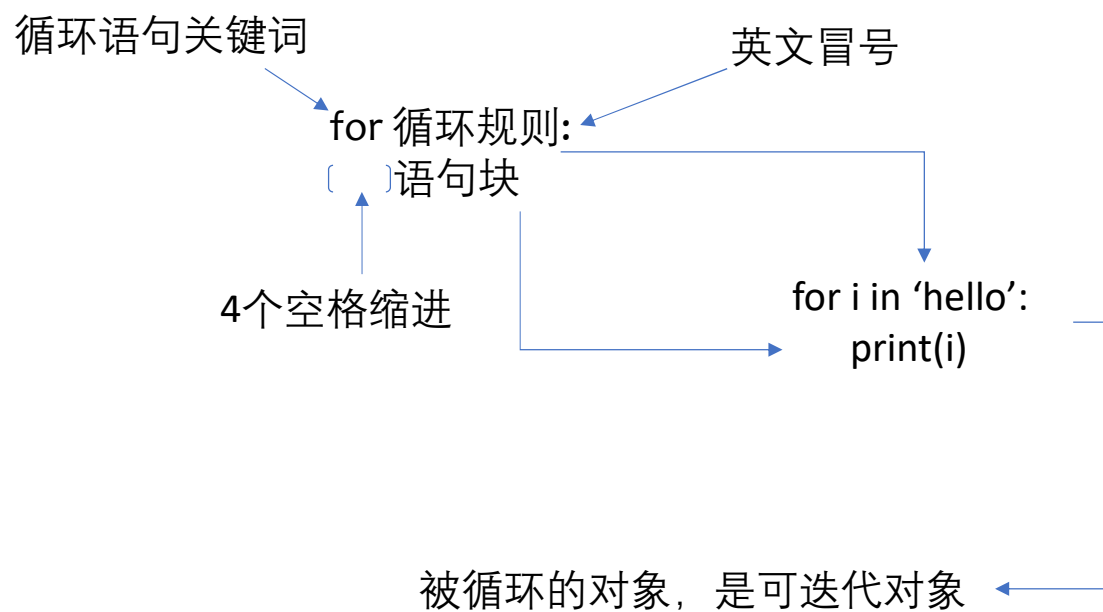 循环语句关键词
英文冒号
for 循环规则:
语句块
4个空格缩进
for i in ‘hello’:
print(i)
被循环的对象，是可迭代对象